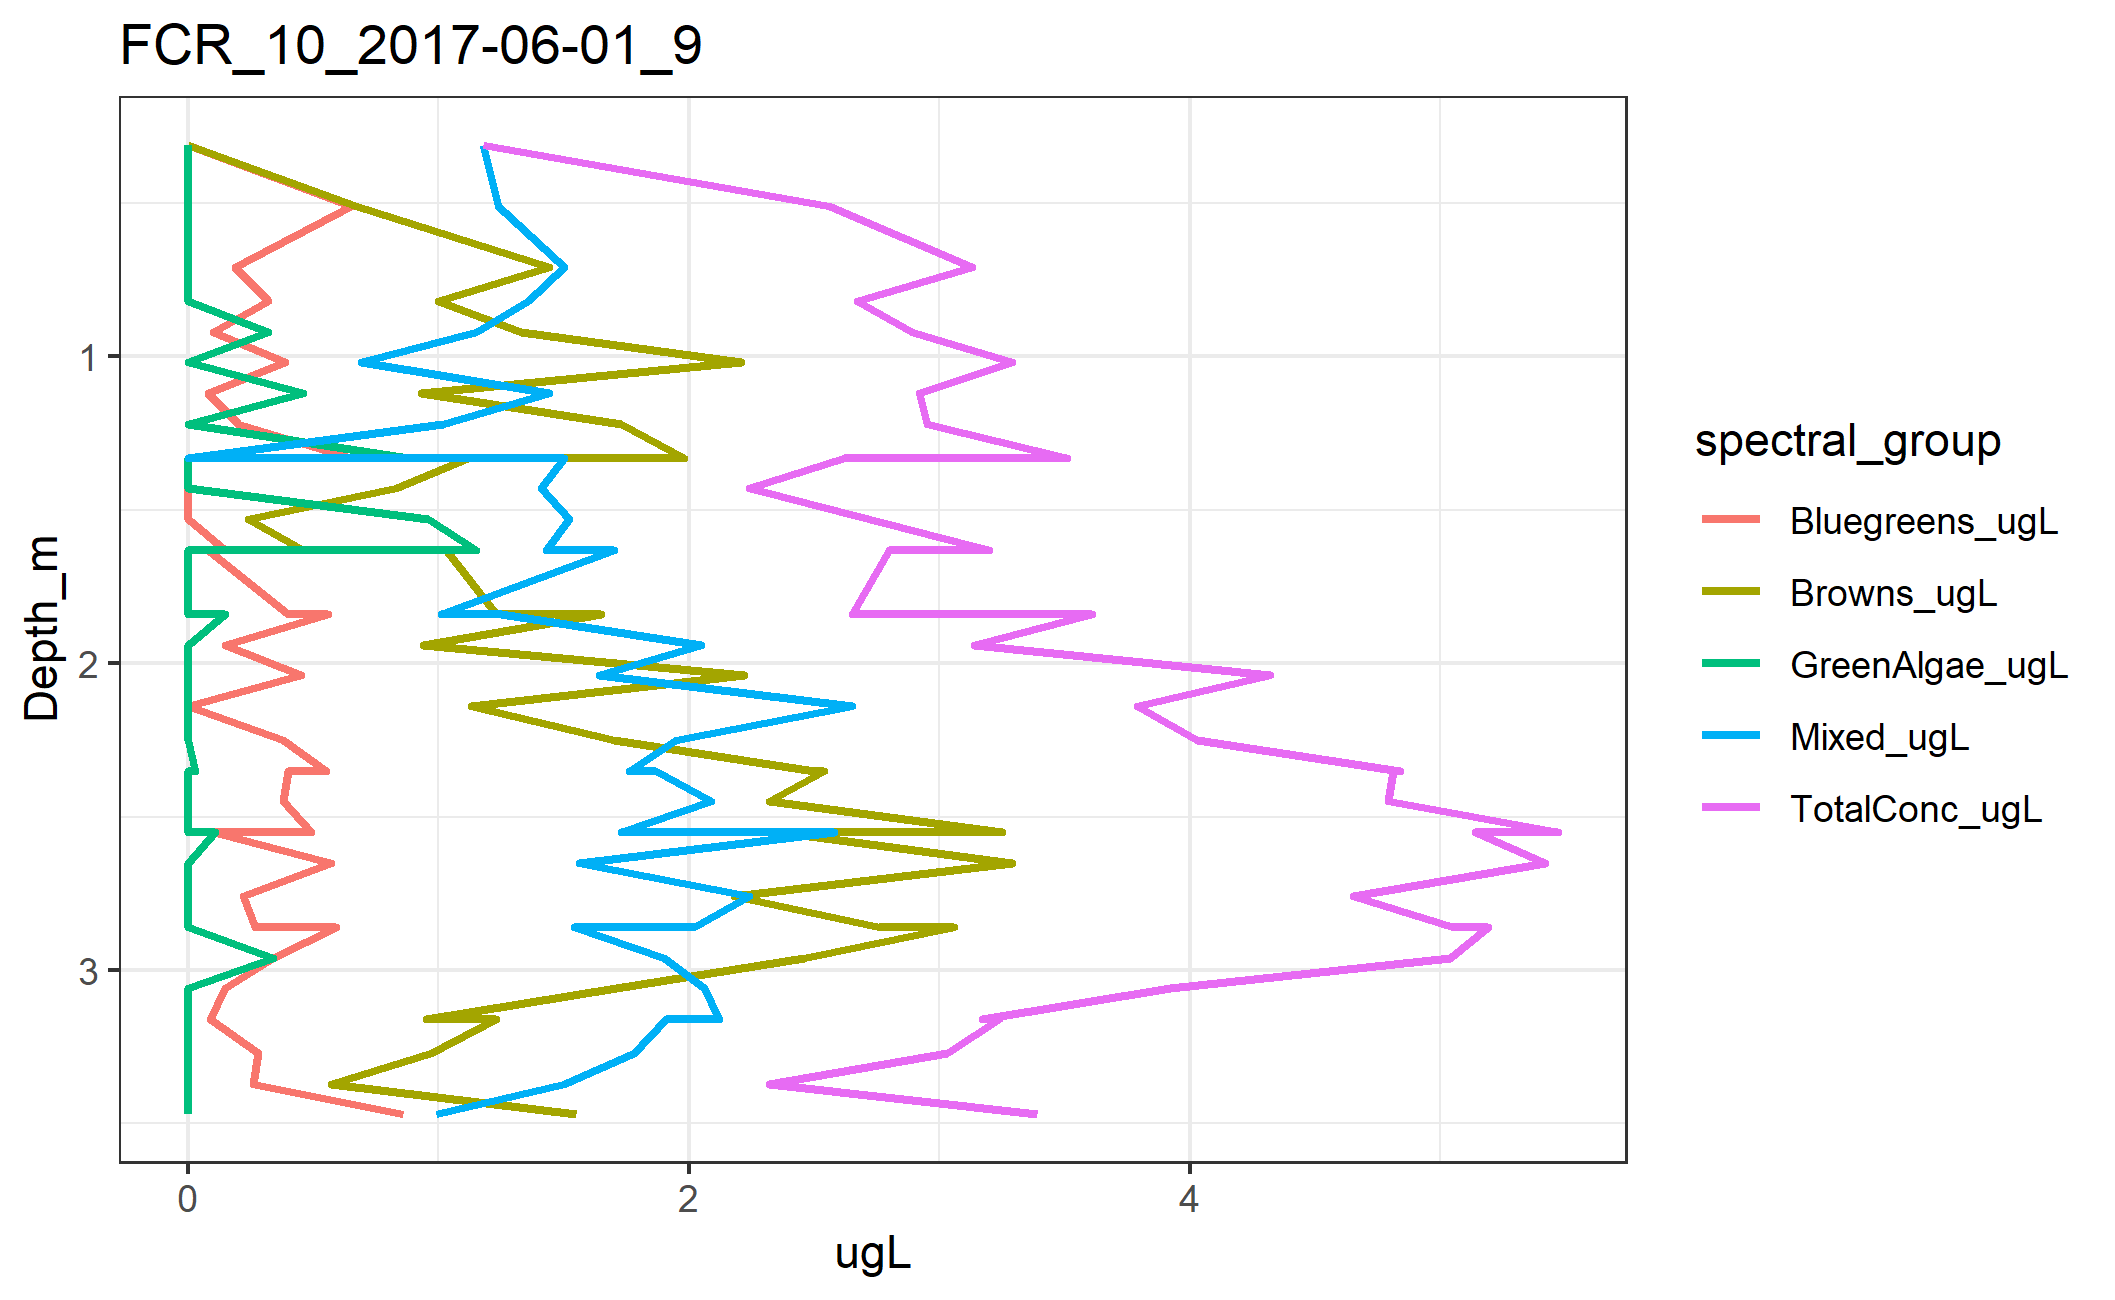 FCR_10_2017-06-01_9
Depth_m
1
2
3
0
2
4
ugL
spectral_group
Bluegreens_ugL
Browns_ugL
GreenAlgae_ugL
Mixed_ugL
TotalConc_ugL